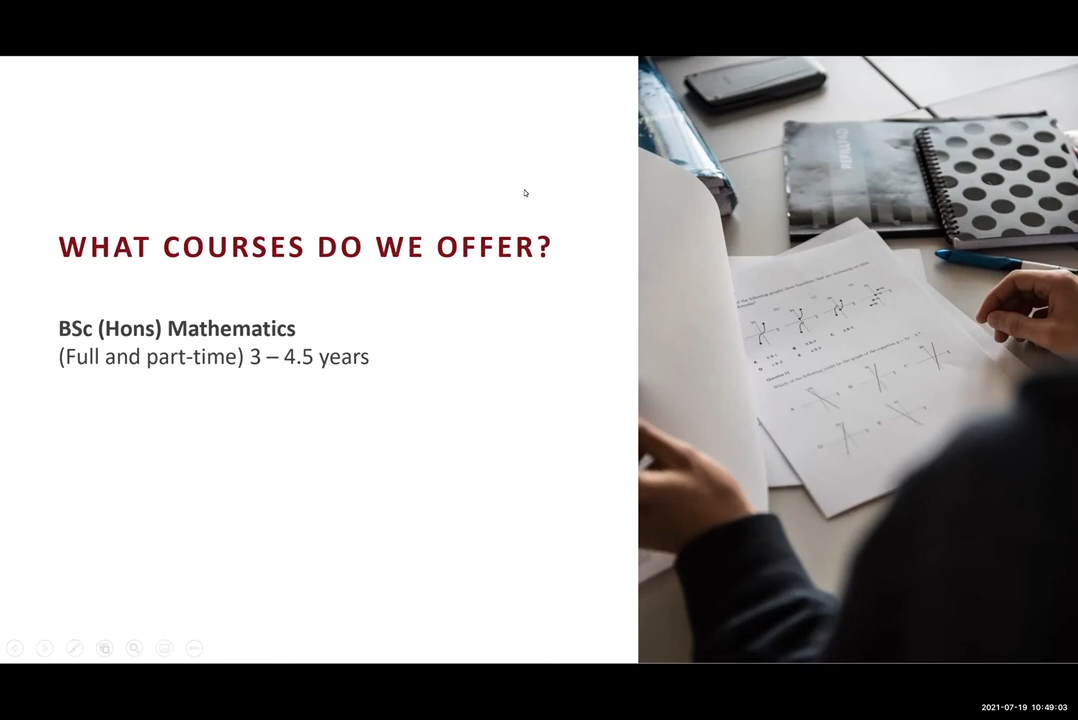 WHAT COURSES DO WE OFFER?
BSc (Hons) Mathematics
(Full and part-time) 3 – 4.5 years
REFILL
2021-07-19 10:49:03